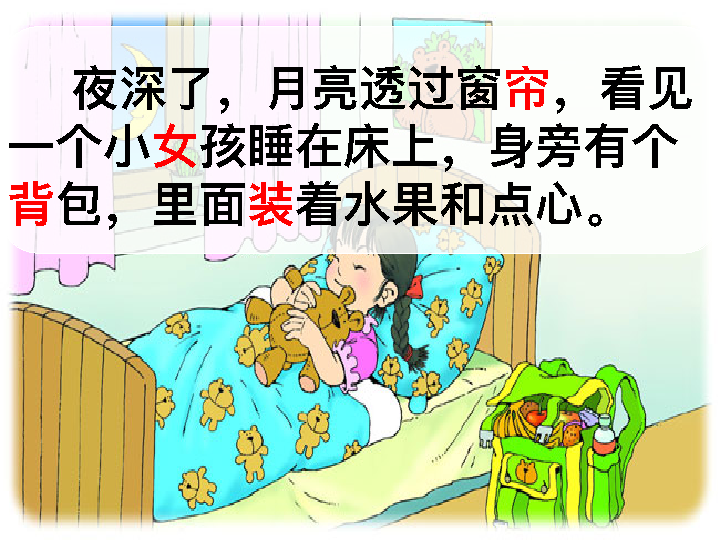 夜深了，月亮透过窗帘，看见
一个小女孩睡在床上，身旁有个
背包，里面装着水果和点心。